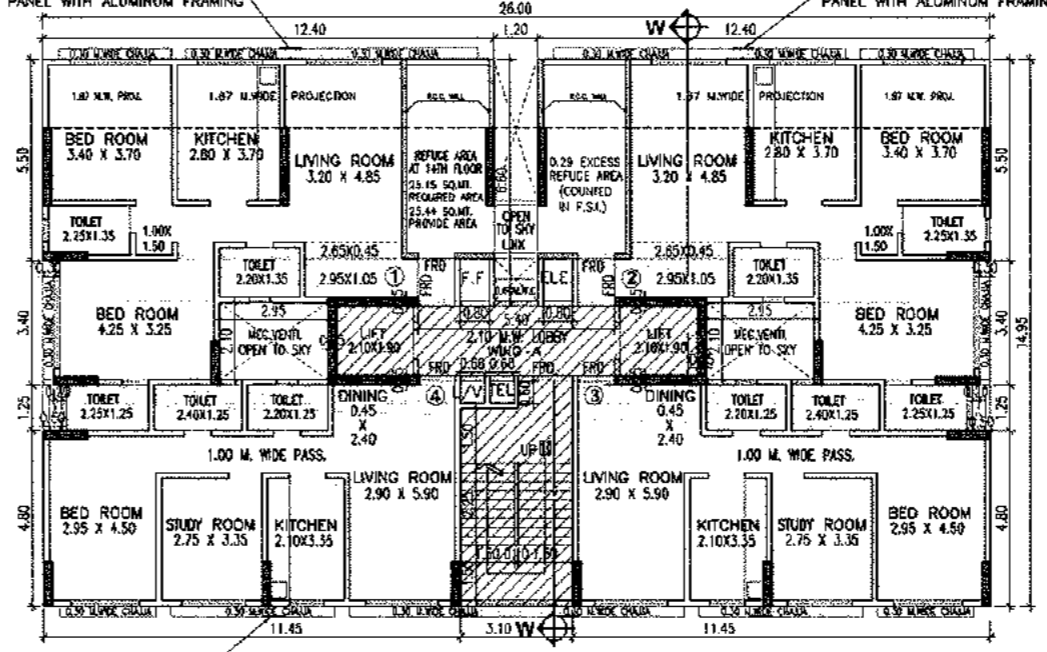 PANEL WITH ALUMINUM FRAMING
PANEL WITH ALUMINUM FRAMING
26.00
12.40
1.20
W
12.40
0.30 M.WIDE CHAJJA
0.30 M.WIDE CHAJJA
0.30 M.WIDE CHAJJA
0.30 M.WIDE CHAJJA
0.30 M.WIDE CHAJJA
0.30 M.WIDE CHAJJA
1.87 M.W. PROJ.
1.87 M.WIDE PROJECTION
R.C.C. WALL
R.C.C. WALL
1.87 M.WIDE PROJECTION
1.87 M.W. PROJ.
BED ROOM
3.40 X 3.70
KITCHEN
2.80 X 3.70
LIVING ROOM
3.20 X 4.85
REFUGE AREA
AT 14TH FLOOR
25.15 SQ.MT.
REQUIRED AREA
25.44 SQ.MT.
PROVIDE AREA
OPEN
TO SKY
0.29 EXCESS
REFUGE AREA
(COUNTED
IN F.S.I.)
LIVING ROOM
3.20 X 4.85
KITCHEN
2.80 X 3.70
BED ROOM
3.40 X 3.70
5.50
5.50
TOILET
2.25X1.35
1.00X
1.50
TOILET
2.20X1.35
2.65X0.45
2.95X1.05
1
FRD
FRD
F.F
ELE
FRD
FRD
2
2.65X0.45
2.95X1.05
TOILET
2.20X1.35
1.00X
1.50
TOILET
2.25X1.35
BED ROOM
4.25 X 3.25
2.95
2.10
MEC.VENTI
OPEN TO SKY
LIFT
2.10X1.90
0.80
5.40
0.80
2.10 M.W. LOBBY
WING -A
LIFT
2.10X1.90
2.95
2.10
MEC.VENTI
OPEN TO SKY
BED ROOM
4.25 X 3.25
3.40
3.40
14.95
FRD
0.68 0.68
FRD
FRD
4
EL
0.60
3
TOILET
2.25X1.25
TOILET
2.40X1.25
TOILET
2.20X1.25
DINING
0.45
X
2.40
DINING
0.45
X
2.40
TOILET
2.20X1.25
TOILET
2.40X1.25
TOILET
2.25X1.25
1.25
1.25
1.00 M. WIDE PASS.
1.50
UP
1.00 M. WIDE PASS.
BED ROOM
2.95 X 4.50
STUDY ROOM
2.75 X 3.35
KITCHEN
2.10X3.35
LIVING ROOM
2.90 X 5.90
LIVING ROOM
2.90 X 5.90
KITCHEN
2.10X3.35
STUDY ROOM
2.75 X 3.35
BED ROOM
2.95 X 4.50
4.80
4.80
0.30 M.WIDE CHAJJA
0.30 M.WIDE CHAJJA
0.30 M.WIDE CHAJJA
0.30 M.WIDE CHAJJA
0.30 M.WIDE CHAJJA
0.30 M.WIDE CHAJJA
11.45
3.10
W
11.45